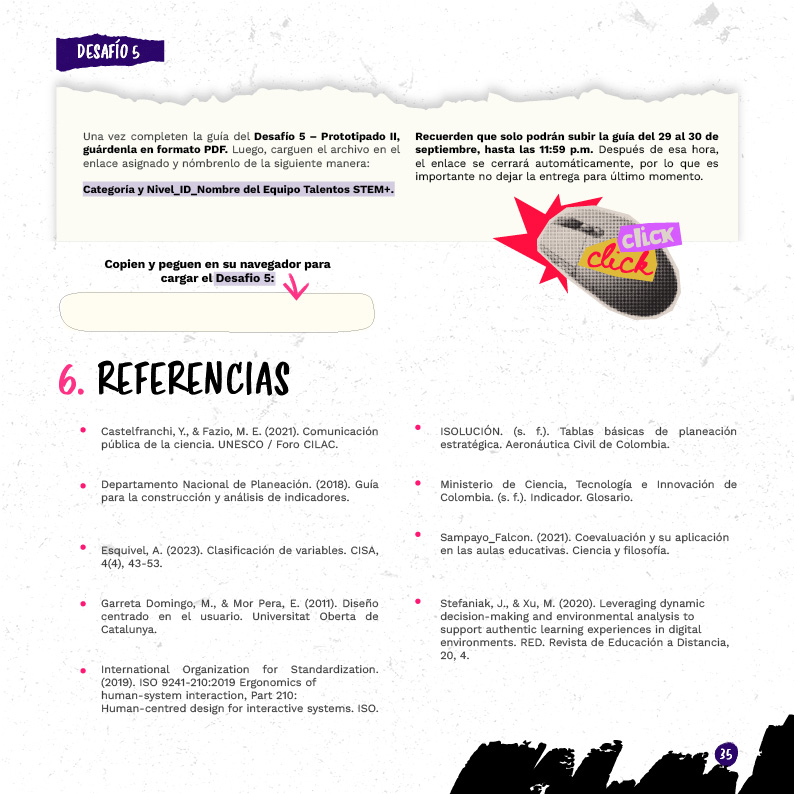 DESAFÍO 5
Una vez completen la guía del Desafío 5 – Prototipado II,
guárdenla en formato PDF. Luego, carguen el archivo en el
enlace asignado y nómbrenlo de la siguiente manera:
Categoría y Nivel_ID_Nombre del Equipo Talentos STEM+.
Recuerden que solo podrán subir la guía del 29 al 30 de
septiembre, hasta las 11:59 p.m. Después de esa hora,
el enlace se cerrará automáticamente, por lo que es
importante no dejar la entrega para último momento.
click
click
Copien y peguen en su navegador para
cargar el Desafío 5:
6. REFERENCIAS
Castelfranchi, Y., & Fazio, M. E. (2021). Comunicación
pública de la ciencia. UNESCO / Foro CILAC.
Departamento Nacional de Planeación. (2018). Guía
para la construcción y análisis de indicadores.
Esquivel, A. (2023). Clasificación de variables. CISA,
4(4), 43-53.
Garreta Domingo, M., & Mor Pera, E. (2011). Diseño
centrado en el usuario. Universitat Oberta de
Catalunya.
International Organization for Standardization.
(2019). ISO 9241-210:2019 Ergonomics of
human-system interaction, Part 210:
Human-centred design for interactive systems. ISO.
ISOLUCIÓN. (s. f.). Tablas básicas de planeación
estratégica. Aeronáutica Civil de Colombia.
Ministerio de Ciencia, Tecnología e Innovación de
Colombia. (s. f.). Indicador. Glosario.
Sampayo_Falcon. (2021). Coevaluación y su aplicación
en las aulas educativas. Ciencia y filosofía.
Stefaniak, J., & Xu, M. (2020). Leveraging dynamic
decision-making and environmental analysis to
support authentic learning experiences in digital
environments. RED. Revista de Educación a Distancia,
20, 4.
35